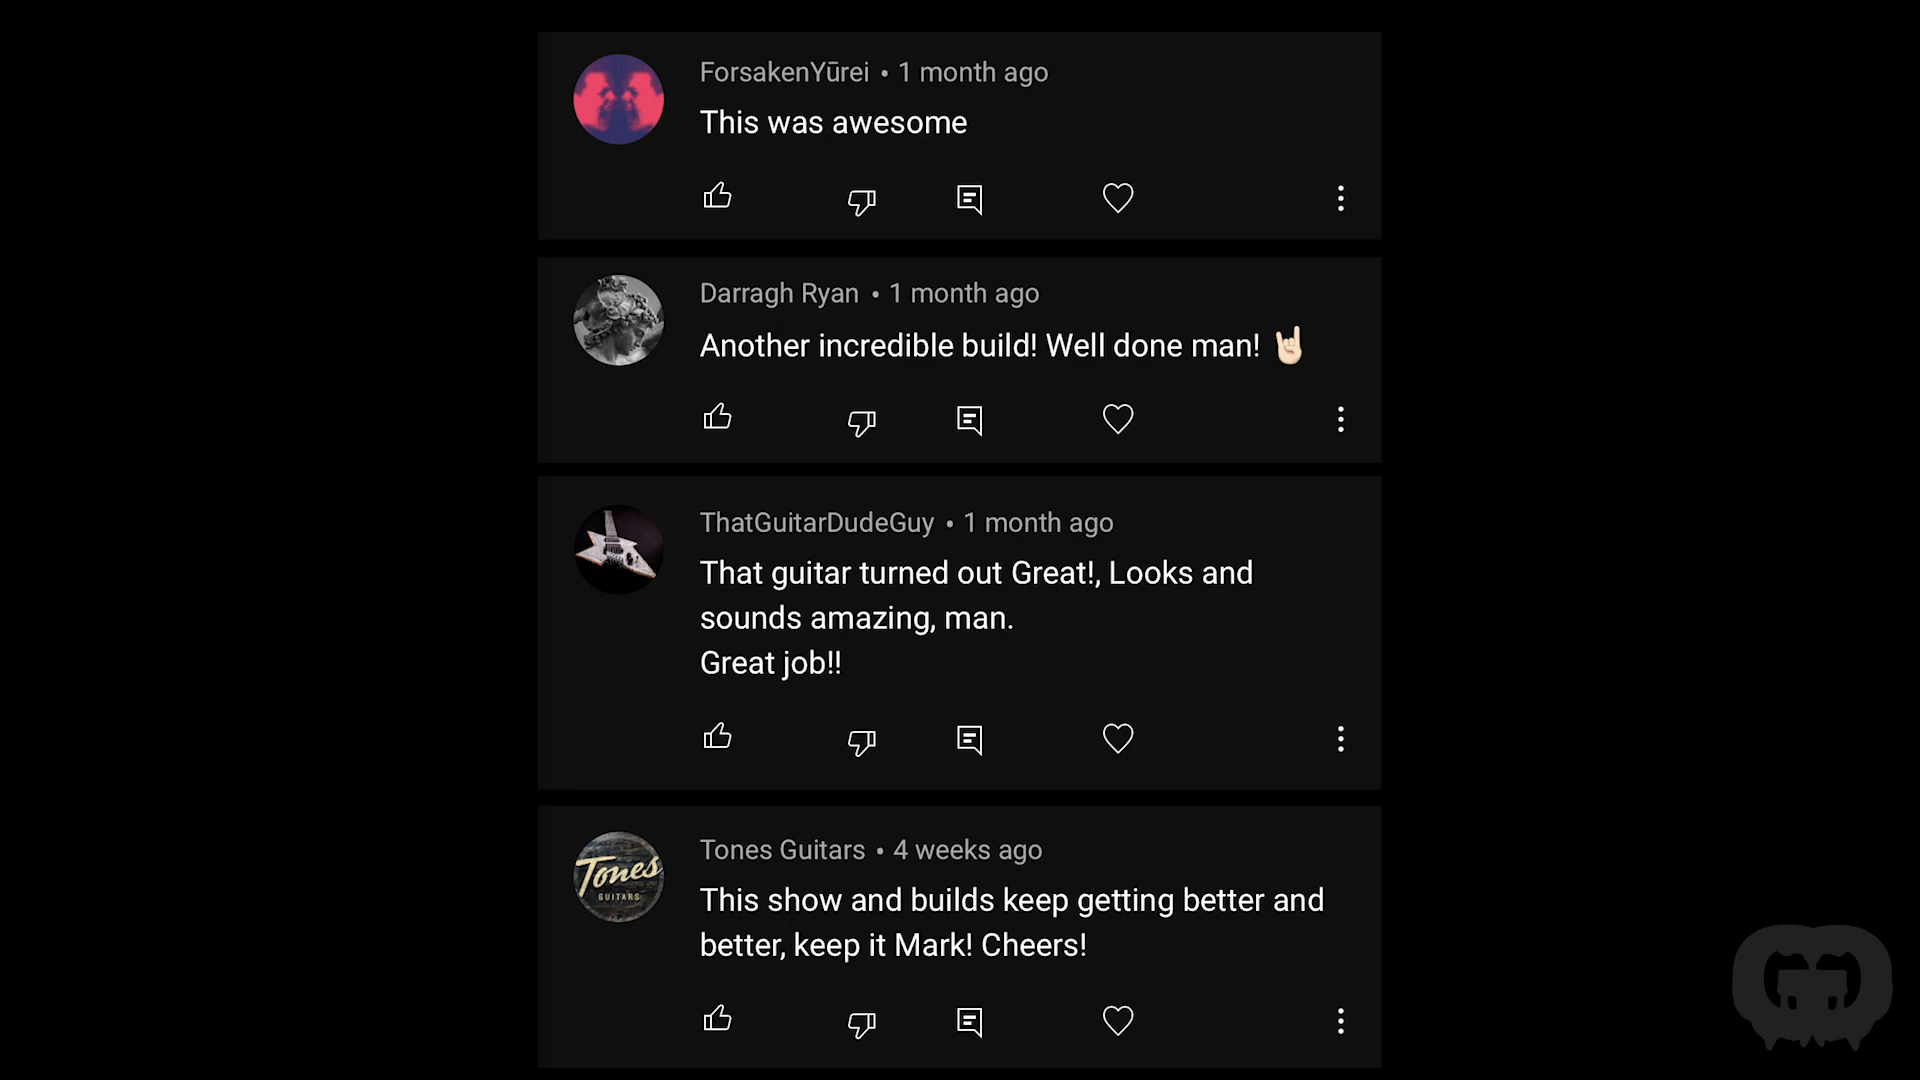 ForsakenYūrei • 1 month ago
This was awesome
Darragh Ryan • 1 month ago
Another incredible build! Well done man! 🤘🏻
ThatGuitarDudeGuy • 1 month ago
That guitar turned out Great!, Looks and
sounds amazing, man.
Great job!!
Tones Guitars • 4 weeks ago
Tones
GUITARS
This show and builds keep getting better and
better, keep it Mark! Cheers!